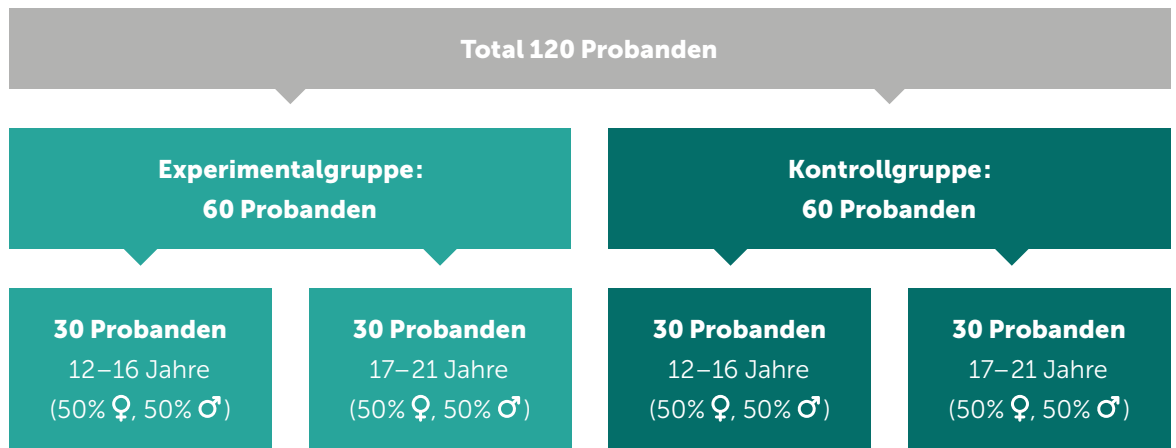 Total 120 Probanden
Experimentalgruppe:
60 Probanden
Kontrollgruppe:
60 Probanden
30 Probanden
12–16 Jahre
(50% ♀, 50% ♂)
30 Probanden
17–21 Jahre
(50% ♀, 50% ♂)
30 Probanden
12–16 Jahre
(50% ♀, 50% ♂)
30 Probanden
17–21 Jahre
(50% ♀, 50% ♂)